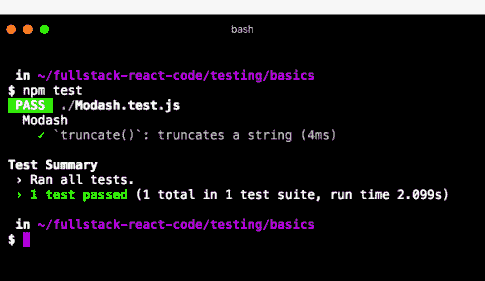 bash
in ~/fullstack-react-code/testing/basics
$ npm test
PASS ./Modash.test.js
Modash
✓ `truncate()`: truncates a string (4ms)
Test Summary
› Ran all tests.
› 1 test passed (1 total in 1 test suite, run time 2.099s)
in ~/fullstack-react-code/testing/basics
$